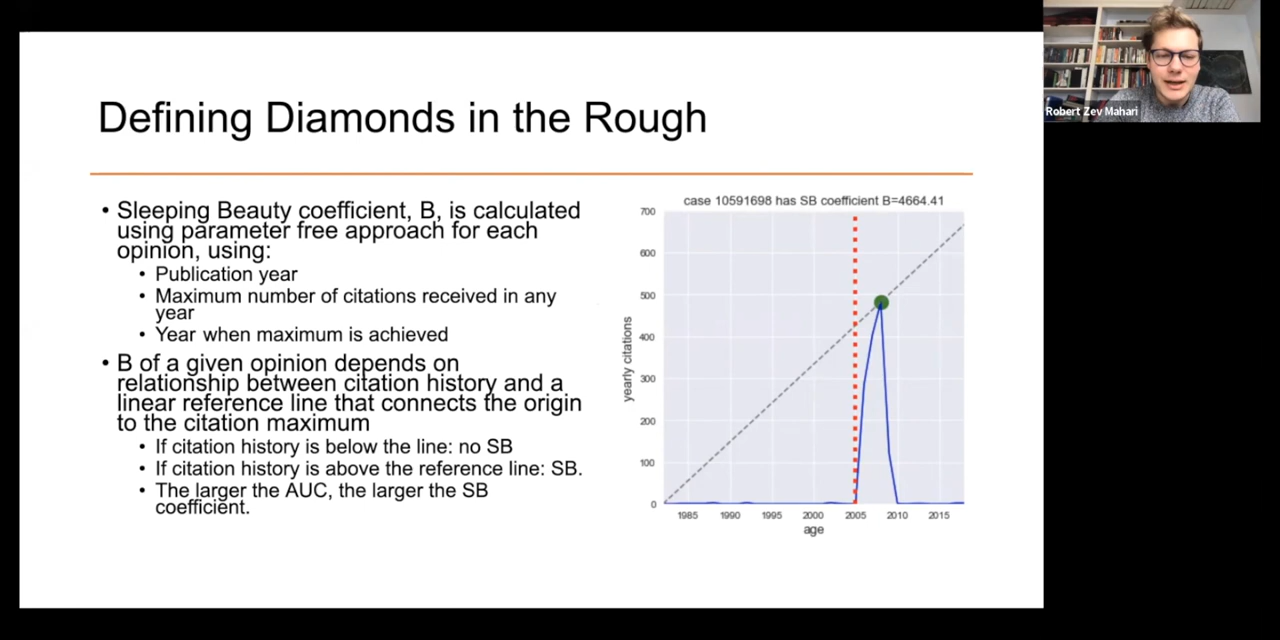 Defining Diamonds in the Rough
• Sleeping Beauty coefficient, B, is calculated
using parameter free approach for each
opinion, using:
• Publication year
• Maximum number of citations received in any
year
• Year when maximum is achieved
• B of a given opinion depends on
relationship between citation history and a
linear reference line that connects the origin
to the citation maximum
• If citation history is below the line: no SB
• If citation history is above the reference line: SB.
• The larger the AUC, the larger the SB
coefficient.
case 10591698 has SB coefficient B=4664.41
700
600
500
400
300
200
100
0
yearly citations
1985 1990 1995 2000 2005 2010 2015
age
Robert Zev Mahari